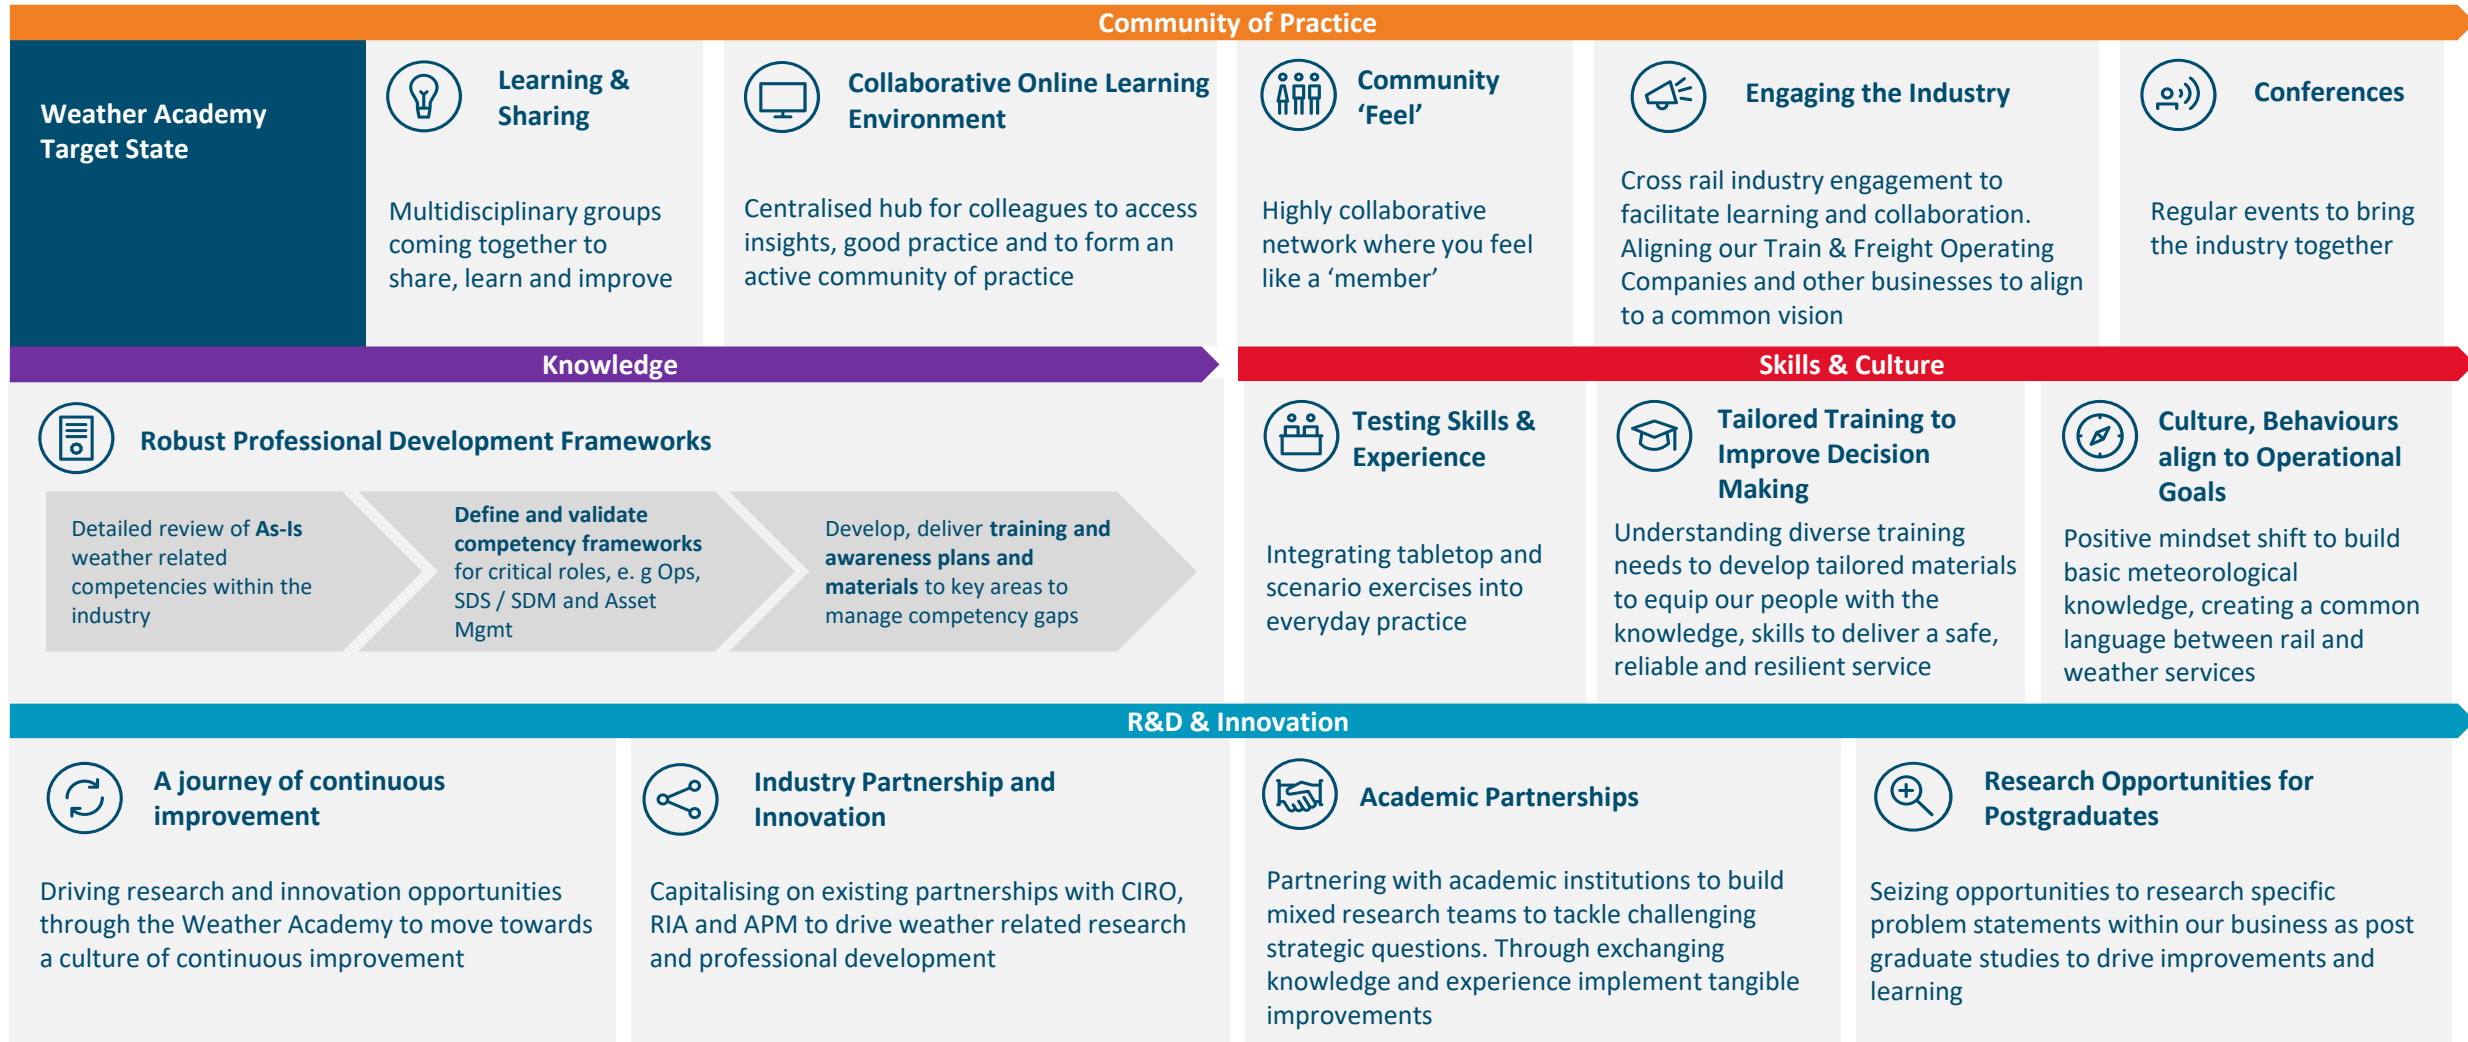 Community of Practice
Weather Academy
Target State
Learning &
Sharing
Multidisciplinary groups
coming together to
share, learn and improve
Collaborative Online Learning
Environment
Centralised hub for colleagues to access
insights, good practice and to form an
active community of practice
Community
‘Feel’
Highly collaborative
network where you feel
like a ‘member’
Engaging the Industry
Cross rail industry engagement to
facilitate learning and collaboration.
Aligning our Train & Freight Operating
Companies and other businesses to align
to a common vision
Conferences
Regular events to bring
the industry together
Knowledge
Robust Professional Development Frameworks
Detailed review of As-Is
weather related
competencies within the
industry
Define and validate
competency frameworks
for critical roles, e. g Ops,
SDS / SDM and Asset
Mgmt
Develop, deliver training and
awareness plans and
materials to key areas to
manage competency gaps
Skills & Culture
Testing Skills &
Experience
Integrating tabletop and
scenario exercises into
everyday practice
Tailored Training to
Improve Decision
Making
Understanding diverse training
needs to develop tailored materials
to equip our people with the
knowledge, skills to deliver a safe,
reliable and resilient service
Culture, Behaviours
align to Operational
Goals
Positive mindset shift to build
basic meteorological
knowledge, creating a common
language between rail and
weather services
R&D & Innovation
A journey of continuous
improvement
Driving research and innovation opportunities
through the Weather Academy to move towards
a culture of continuous improvement
Industry Partnership and
Innovation
Capitalising on existing partnerships with CIRO,
RIA and APM to drive weather related research
and professional development
Academic Partnerships
Partnering with academic institutions to build
mixed research teams to tackle challenging
strategic questions. Through exchanging
knowledge and experience implement tangible
improvements
Research Opportunities for
Postgraduates
Seizing opportunities to research specific
problem statements within our business as post
graduate studies to drive improvements and
learning